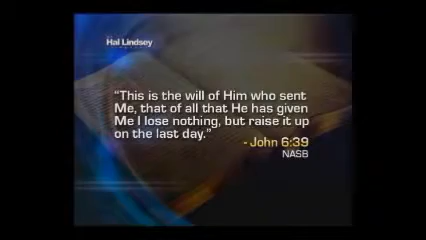 Hal Lindsey
“This is the will of Him who sent
Me, that of all that He has given
Me I lose nothing, but raise it up
on the last day.”
- John 6:39
NASB